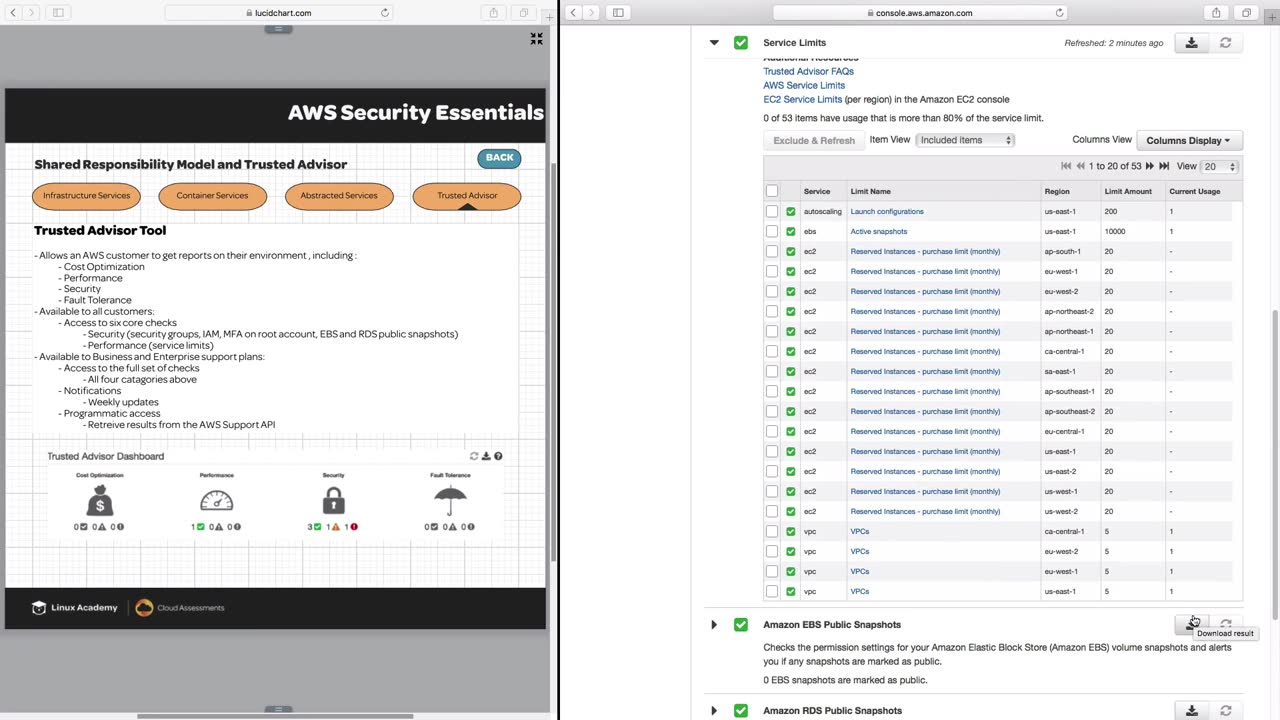 lucidchart.com
AWS Security Essentials
Shared Responsibility Model and Trusted Advisor
BACK
Infrastructure Services
Container Services
Abstracted Services
Trusted Advisor
Trusted Advisor Tool
- Allows an AWS customer to get reports on their environment , including :
- Cost Optimization
- Performance
- Security
- Fault Tolerance
- Available to all customers:
- Access to six core checks
- Security (security groups, IAM, MFA on root account, EBS and RDS public snapshots)
- Performance (service limits)
- Available to Business and Enterprise support plans:
- Access to the full set of checks
- All four catagories above
- Notifications
- Weekly updates
- Programmatic access
- Retreive results from the AWS Support API
Trusted Advisor Dashboard
Cost Optimization
Performance
Security
Fault Tolerance
0 0 0
1 0 0
3 1 1
0 0 0
Linux Academy
Cloud Assessments
console.aws.amazon.com
Service Limits
Refreshed: 2 minutes ago
Additional Resources
Trusted Advisor FAQs
AWS Service Limits
EC2 Service Limits (per region) in the Amazon EC2 console
0 of 53 items have usage that is more than 80% of the service limit.
Exclude & Refresh Item View Included items Columns View Columns Display
1 to 20 of 53 View 20
Service Limit Name Region Limit Amount Current Usage
autoscaling Launch configurations us-east-1 200 1
ebs Active snapshots us-east-1 10000 1
ec2 Reserved Instances - purchase limit (monthly) ap-south-1 20 -
ec2 Reserved Instances - purchase limit (monthly) eu-west-1 20 -
ec2 Reserved Instances - purchase limit (monthly) eu-west-2 20 -
ec2 Reserved Instances - purchase limit (monthly) ap-northeast-2 20 -
ec2 Reserved Instances - purchase limit (monthly) ap-northeast-1 20 -
ec2 Reserved Instances - purchase limit (monthly) ca-central-1 20 -
ec2 Reserved Instances - purchase limit (monthly) sa-east-1 20 -
ec2 Reserved Instances - purchase limit (monthly) ap-southeast-1 20 -
ec2 Reserved Instances - purchase limit (monthly) ap-southeast-2 20 -
ec2 Reserved Instances - purchase limit (monthly) eu-central-1 20 -
ec2 Reserved Instances - purchase limit (monthly) us-east-1 20 -
ec2 Reserved Instances - purchase limit (monthly) us-east-2 20 -
ec2 Reserved Instances - purchase limit (monthly) us-west-1 20 -
ec2 Reserved Instances - purchase limit (monthly) us-west-2 20 -
vpc VPCs ca-central-1 5 1
vpc VPCs eu-west-2 5 1
vpc VPCs eu-west-1 5 1
vpc VPCs us-east-1 5 1
Amazon EBS Public Snapshots
Download result
Checks the permission settings for your Amazon Elastic Block Store (Amazon EBS) volume snapshots and alerts
you if any snapshots are marked as public.
0 EBS snapshots are marked as public.
Amazon RDS Public Snapshots